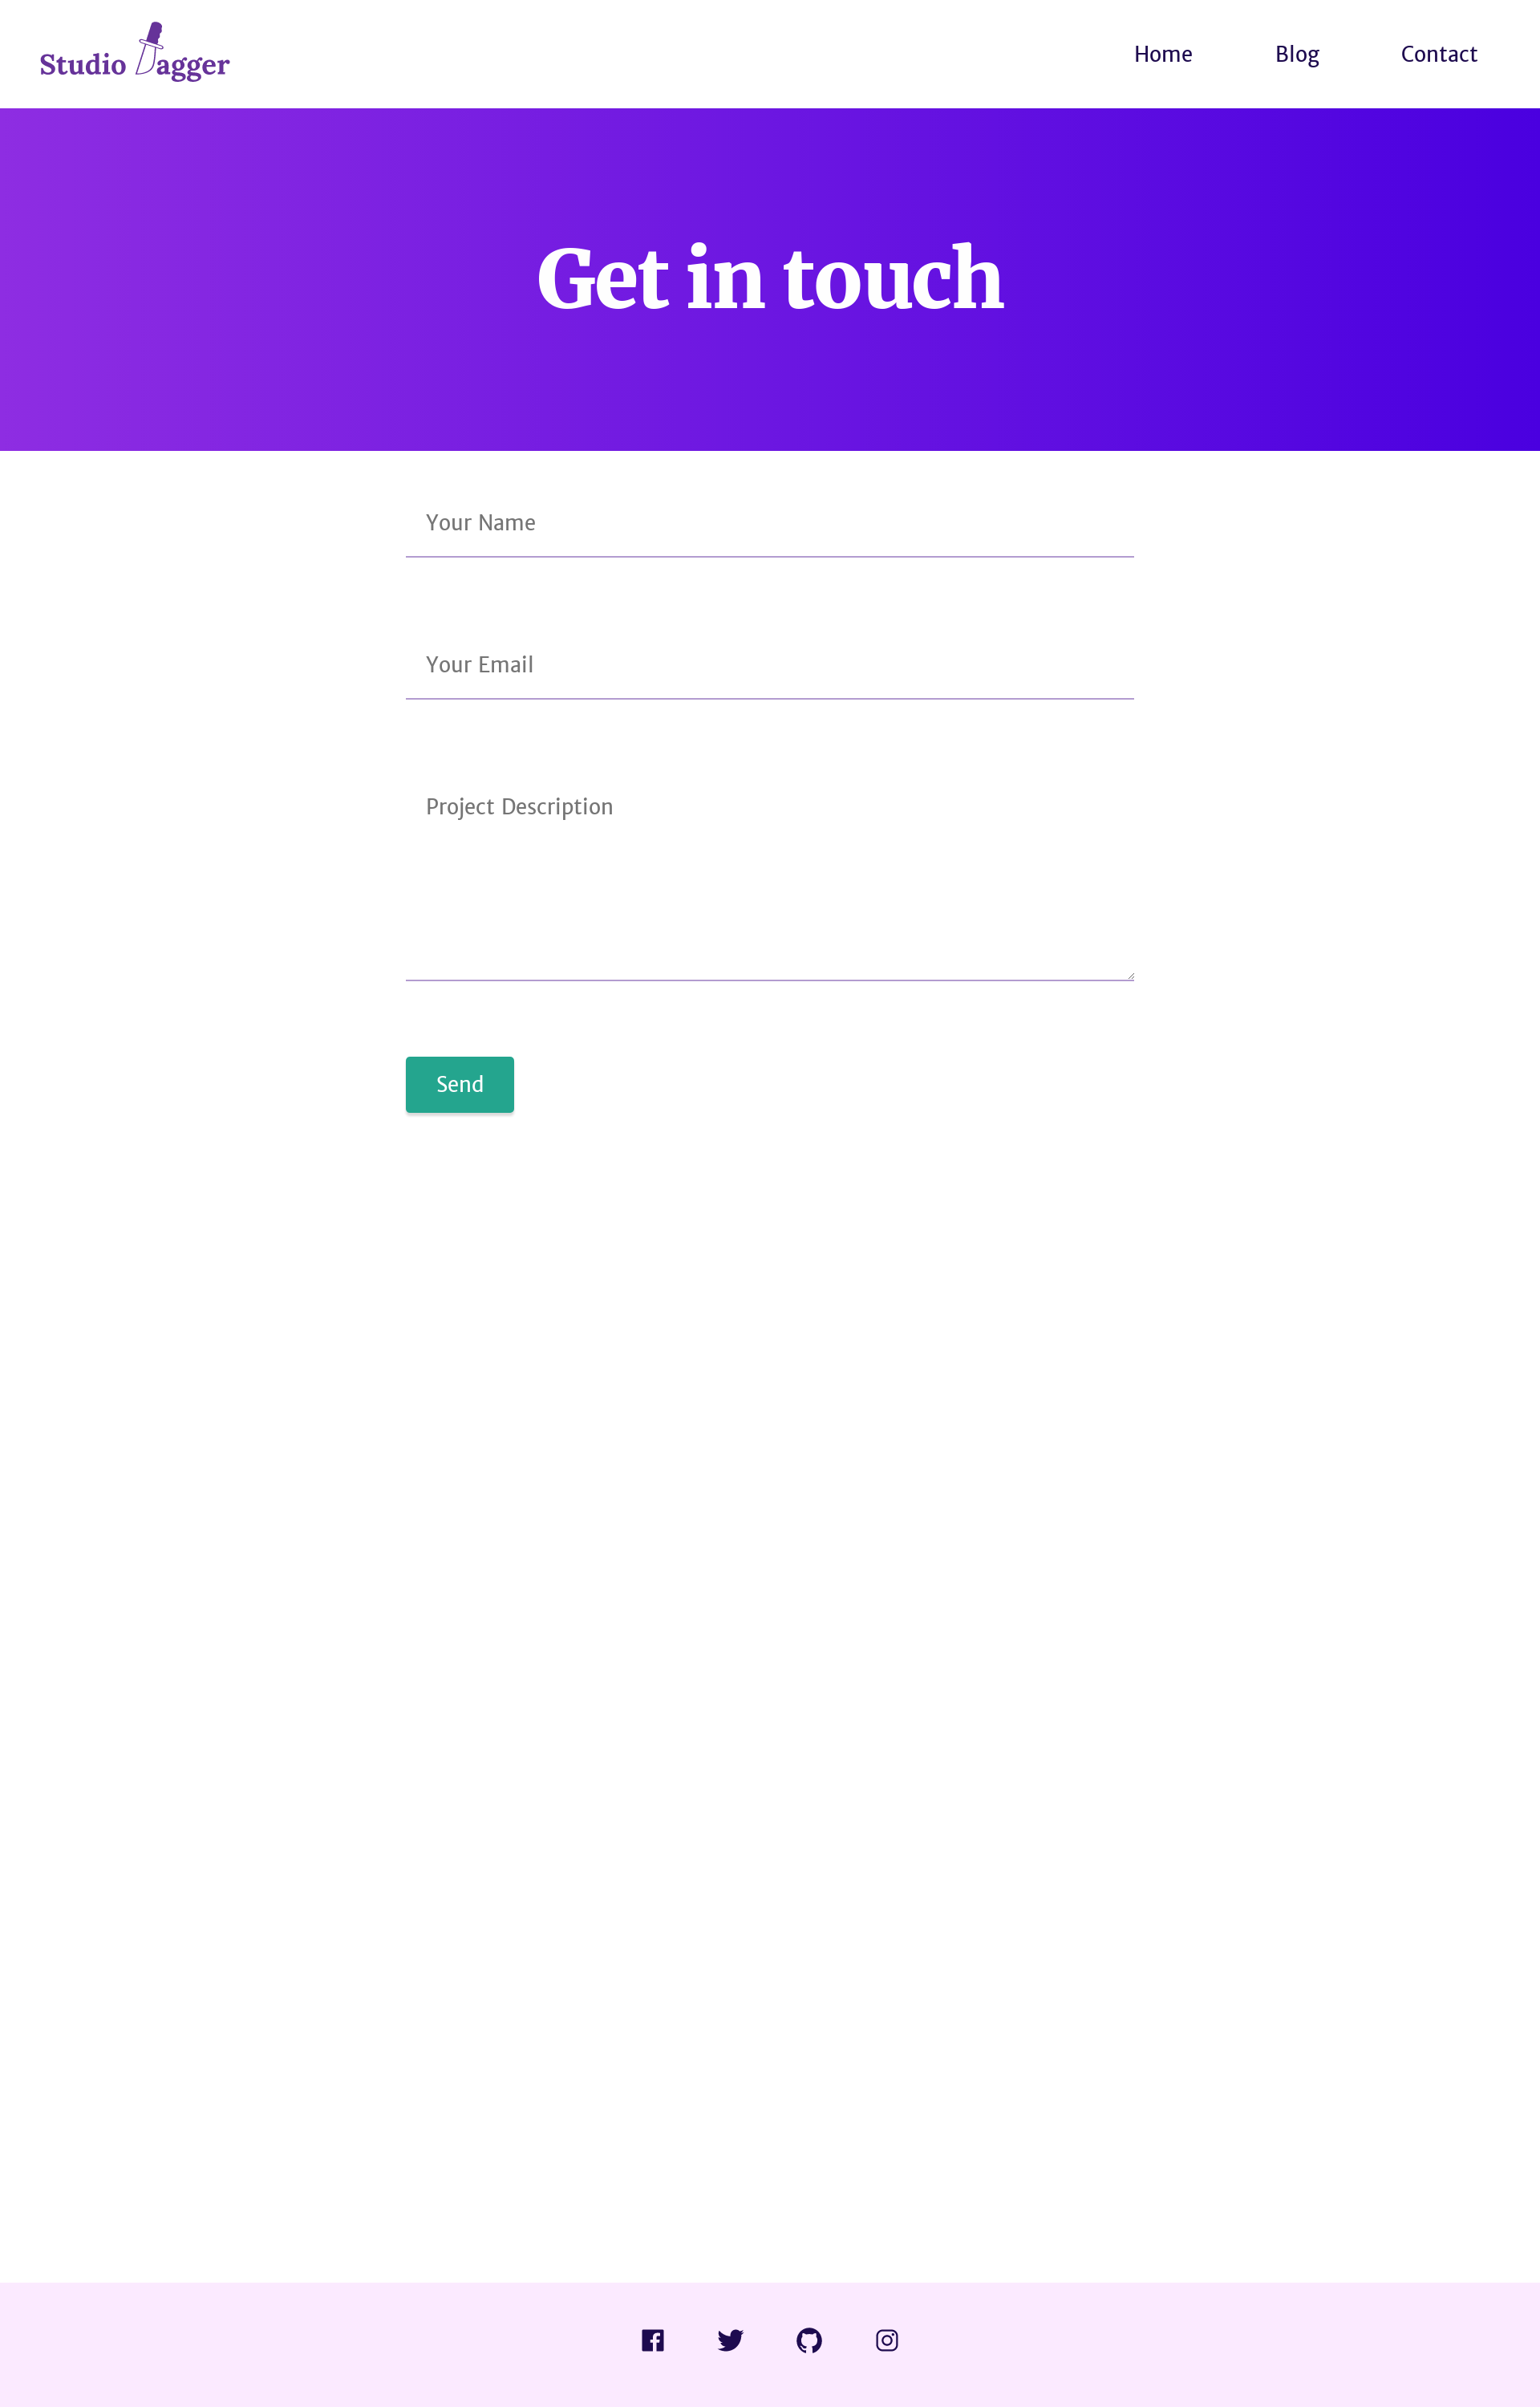 Studio Dagger
Home
Blog
Contact
Get in touch
Your Name
Your Email
Project Description
Send